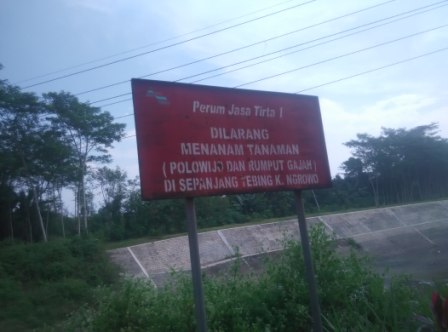 Perum Jasa Tirta I
DILARANG
MENANAM TANAMAN
( POLOWIJO DAN RUMPUT GAJAH )
DI SEPANJANG TEBING K. NGROWO